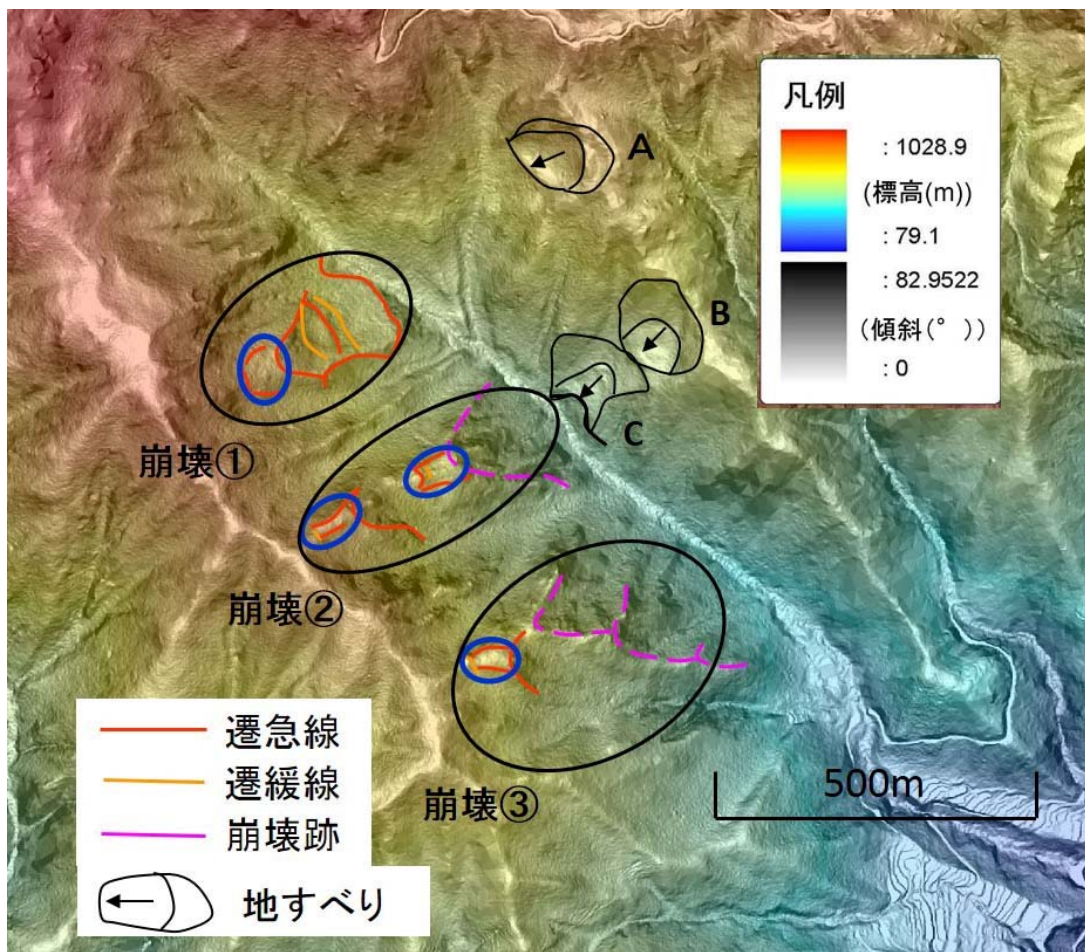 凡例
: 1028.9
(標高(m))
: 79.1
: 82.9522
(傾斜(°))
: 0
A
B
C
崩壊①
崩壊②
崩壊③
500m
遷急線
遷緩線
崩壊跡
地すべり